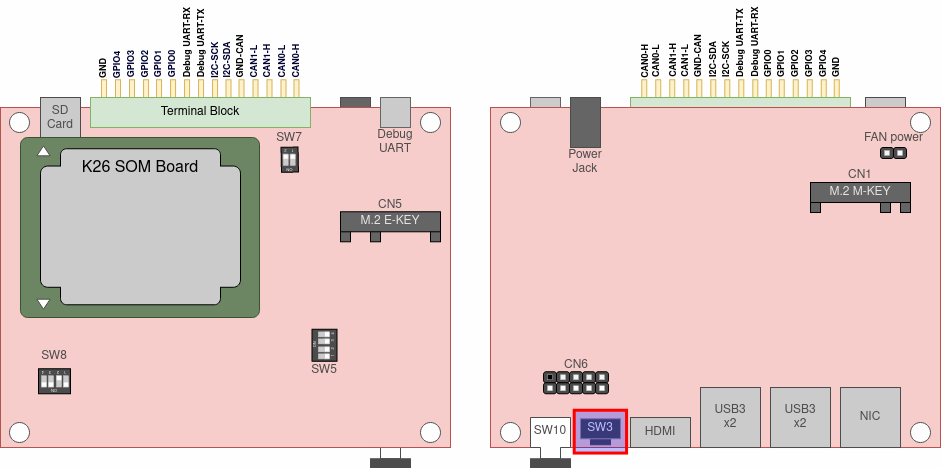 GND
GPIO4
GPIO3
GPIO2
GPIO1
GPIO0
Debug UART-RX
Debug UART-TX
I2C-SCK
I2C-SDA
GND-CAN
CAN1-L
CAN1-H
CAN0-L
CAN0-H
SD
Card
Terminal Block
Debug
UART
SW7
K26 SOM Board
CN5
M.2 E-KEY
SW8
SW5
CAN0-H
CAN0-L
CAN1-H
CAN1-L
GND-CAN
I2C-SDA
I2C-SCK
Debug UART-TX
Debug UART-RX
GPIO0
GPIO1
GPIO2
GPIO3
GPIO4
GND
Power
Jack
FAN power
CN1
M.2 M-KEY
CN6
SW10
SW3
HDMI
USB3
x2
USB3
x2
NIC